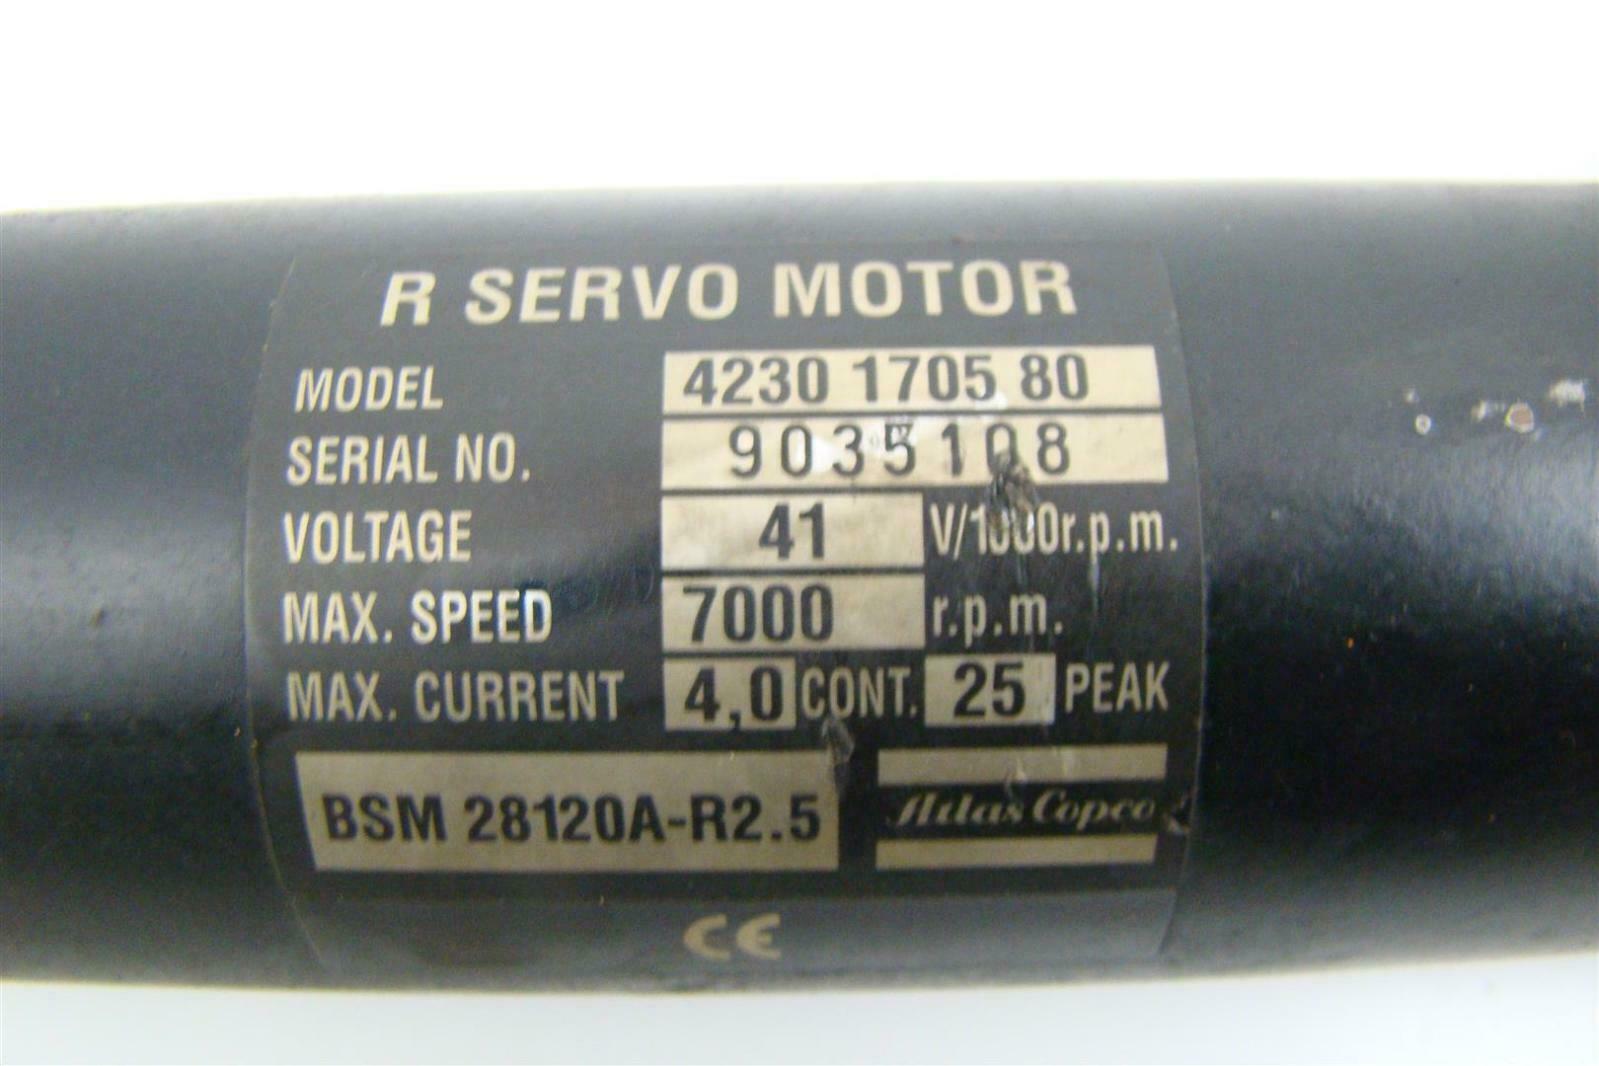 R SERVO MOTOR
MODEL 4230 1705 80
SERIAL NO. 9035108
VOLTAGE 41 V/1000r.p.m.
MAX. SPEED 7000 r.p.m.
MAX. CURRENT 4,0 CONT. 25 PEAK
BSM 28120A-R2.5 Atlas Copco
CE